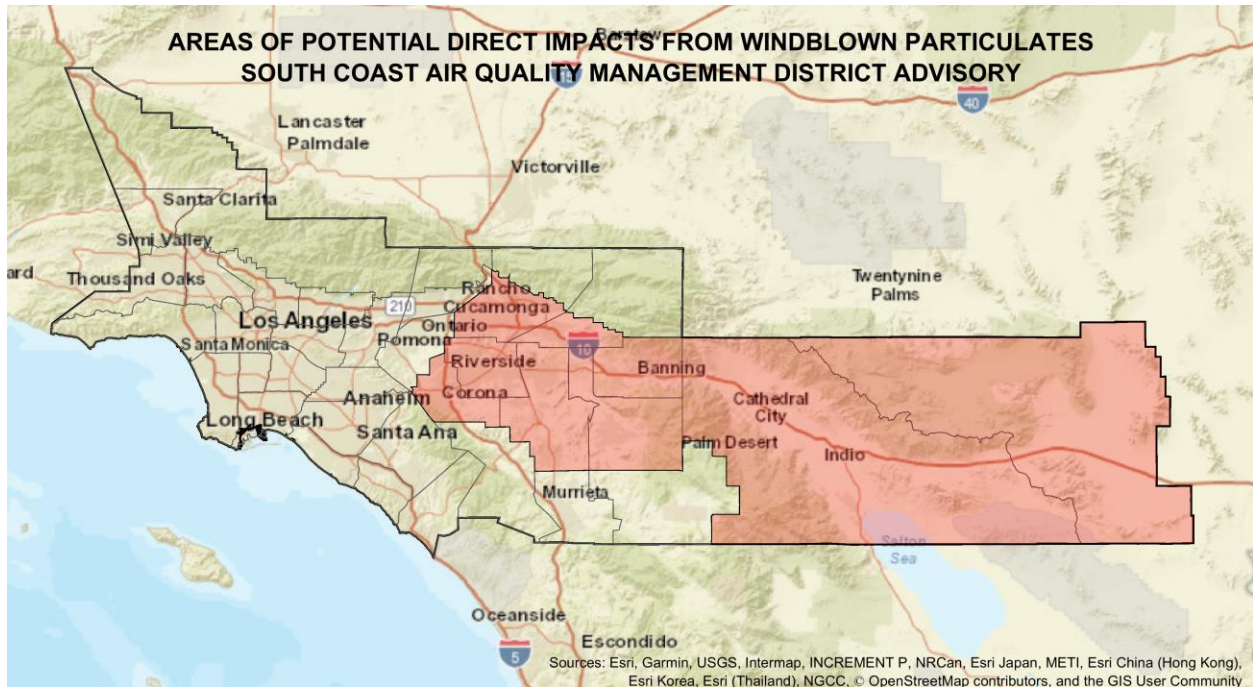 AREAS OF POTENTIAL DIRECT IMPACTS FROM WINDBLOWN PARTICULATES
SOUTH COAST AIR QUALITY MANAGEMENT DISTRICT ADVISORY
Barstow
15
40
Lancaster
Palmdale
Victorville
Santa Clarita
Simi Valley
ard
Thousand Oaks
Twentynine
Palms
Rancho
Cucamonga
210
Los Angeles
Ontario
Pomona
Santa Monica
10
Riverside
Banning
Corona
Anaheim
Cathedral
City
Long Beach
Santa Ana
Palm Desert
Indio
Murrieta
Salton
Sea
Oceanside
Escondido
5
Sources: Esri, Garmin, USGS, Intermap, INCREMENT P, NRCan, Esri Japan, METI, Esri China (Hong Kong),
Esri Korea, Esri (Thailand), NGCC, © OpenStreetMap contributors, and the GIS User Community